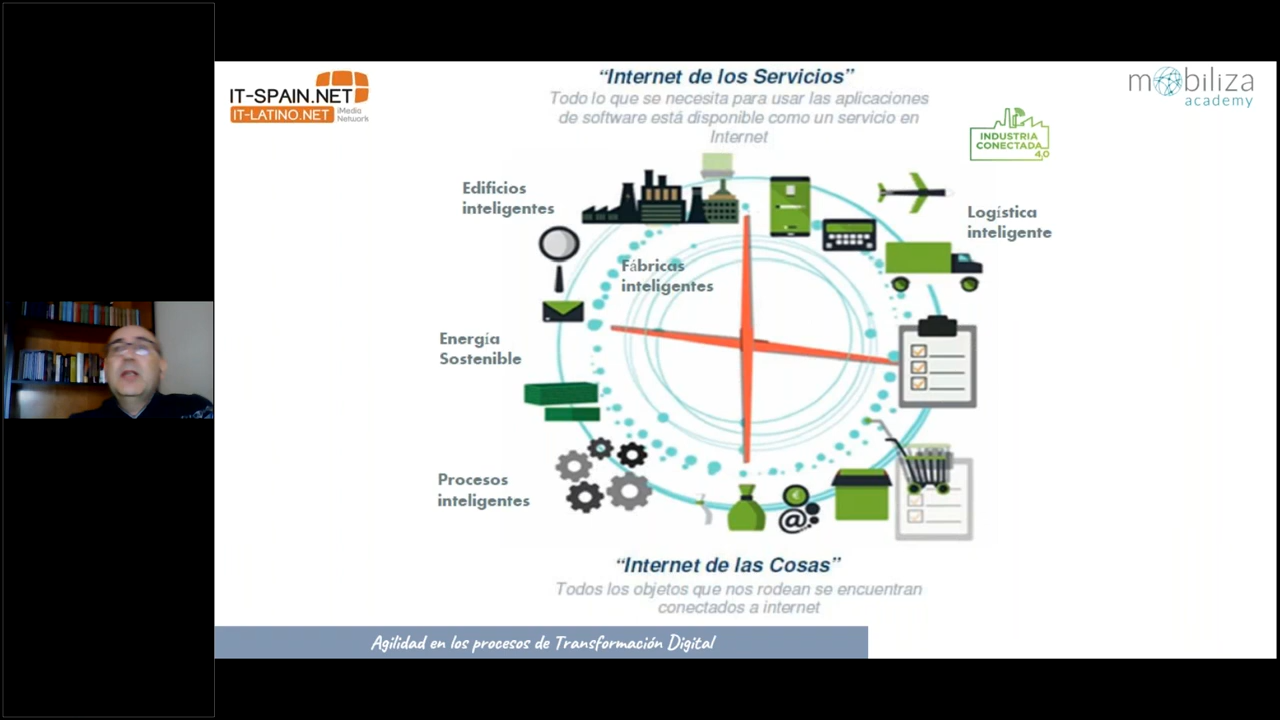 IT-SPAIN.NET
IT-LATINO.NET
iMedia
Network
mobiliza
academy
“Internet de los Servicios”
Todo lo que se necesita para usar las aplicaciones
de software está disponible como un servicio en
Internet
INDUSTRIA
CONECTADA
4.0
Edificios
inteligentes
Logística
inteligente
Fábricas
inteligentes
Energía
Sostenible
Procesos
inteligentes
@
“Internet de las Cosas”
Todos los objetos que nos rodean se encuentran
conectados a internet
Agilidad en los procesos de Transformación Digital